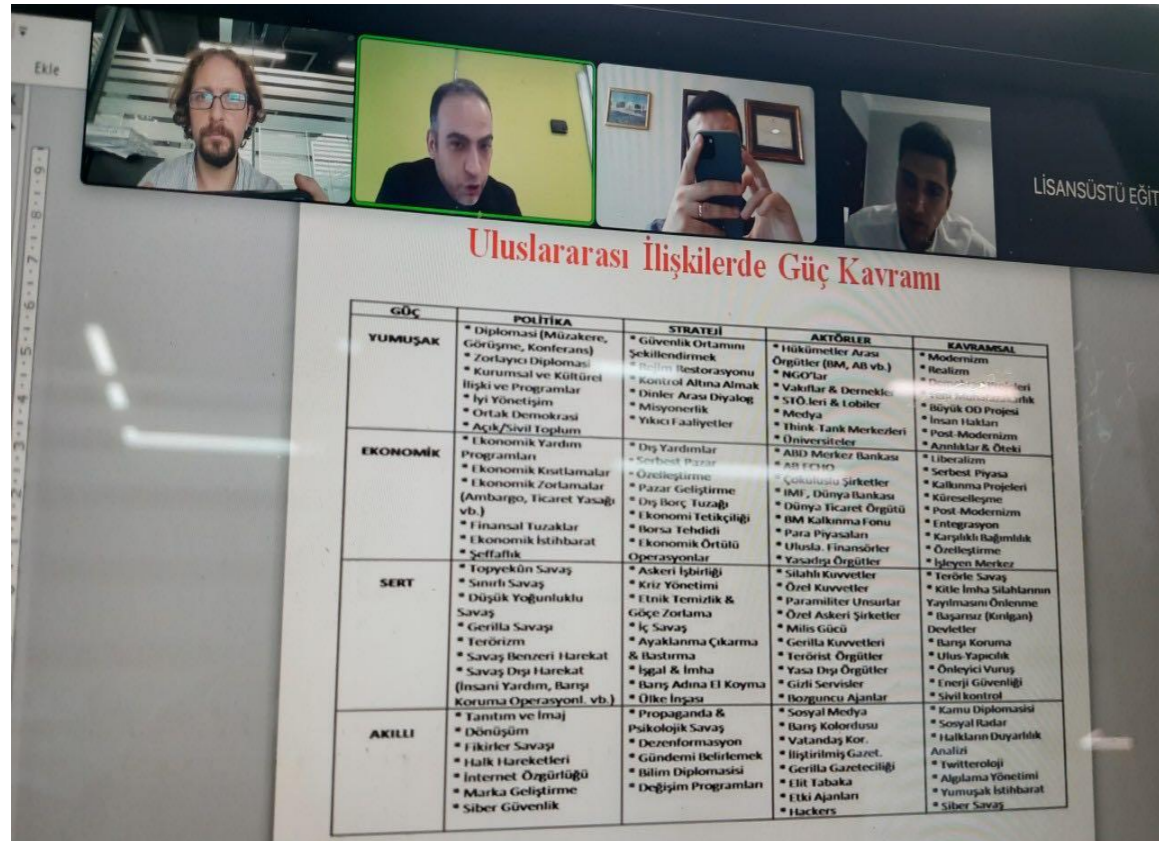 Ekle
LİSANSÜSTÜ EĞİT
Uluslararası İlişkilerde Güç Kavramı
GÜÇ
POLİTİKA
STRATEJİ
AKTÖRLER
KAVRAMSAL
YUMUŞAK
* Diplomasi (Müzakere,
Görüşme, Konferans)
* Zorlayıcı Diplomasi
* Kurumsal ve Kültürel
İlişki ve Programlar
* İyi Yönetişim
* Ortak Demokrasi
* Açık/Sivil Toplum
* Güvenlik Ortamını
Şekillendirmek
* Rejim Restorasyonu
* Kontrol Altına Almak
* Dinler Arası Diyalog
* Misyonerlik
* Yıkıcı Faaliyetler
* Hükümetler Arası
Örgütler (BM, AB vb.)
* NGO'lar
* Vakıflar & Dernekler
* STÖ.leri & Lobiler
* Medya
* Think-Tank Merkezleri
* Üniversiteler
* Modernizm
* Realizm
* Büyük OD Projesi
* İnsan Hakları
* Post-Modernizm
* Azınlıklar & Öteki
EKONOMİK
* Ekonomik Yardım
Programları
* Ekonomik Kısıtlamalar
* Ekonomik Zorlamalar
(Ambargo, Ticaret Yasağı
vb.)
* Finansal Tuzaklar
* Ekonomik İstihbarat
* Şeffaflık
* Dış Yardımlar
* Serbest Pazar
* Özelleştirme
* Pazar Geliştirme
* Dış Borç Tuzağı
* Ekonomi Tetikçiliği
* Borsa Tehdidi
* Ekonomik Örtülü
Operasyonlar
* ABD Merkez Bankası
* AB ECHO
* Çokuluslu Şirketler
* IMF, Dünya Bankası
* Dünya Ticaret Örgütü
* BM Kalkınma Fonu
* Para Piyasaları
* Ulusla. Finansörler
* Yasadışı Örgütler
* Liberalizm
* Serbest Piyasa
* Kalkınma Projeleri
* Küreselleşme
* Post-Modernizm
* Entegrasyon
* Karşılıklı Bağımlılık
* Özelleştirme
* İşleyen Merkez
SERT
* Topyekûn Savaş
* Sınırlı Savaş
* Düşük Yoğunluklu
Savaş
* Gerilla Savaşı
* Terörizm
* Savaş Benzeri Harekat
* Savaş Dışı Harekat
(İnsani Yardım, Barışı
Koruma Operasyonl. vb.)
* Askeri İşbirliği
* Kriz Yönetimi
* Etnik Temizlik &
Göçe Zorlama
* İç Savaş
* Ayaklanma Çıkarma
& Bastırma
* İşgal & İmha
* Barış Adına El Koyma
* Ülke İnşası
* Silahlı Kuvvetler
* Özel Kuvvetler
* Paramiliter Unsurlar
* Özel Askeri Şirketler
* Milis Gücü
* Gerilla Kuvvetleri
* Terörist Örgütler
* Yasa Dışı Örgütler
* Gizli Servisler
* Bozguncu Ajanlar
* Terörle Savaş
* Kitle İmha Silahlarının
Yayılmasını Önlenme
* Başarısız (Kırılgan)
Devletler
* Barışı Koruma
* Ulus-Yapıcılık
* Önleyici Vuruş
* Enerji Güvenliği
* Sivil kontrol
AKILLI
* Tanıtım ve İmaj
* Dönüşüm
* Fikirler Savaşı
* Halk Hareketleri
* İnternet Özgürlüğü
* Marka Geliştirme
* Siber Güvenlik
* Propaganda &
Psikolojik Savaş
* Dezenformasyon
* Gündemi Belirlemek
* Bilim Diplomasisi
* Değişim Programları
* Sosyal Medya
* Barış Kolordusu
* Vatandaş Kor.
* İliştirilmiş Gazet.
* Gerilla Gazeteciliği
* Elit Tabaka
* Etki Ajanları
* Hackers
* Kamu Diplomasisi
* Sosyal Radar
* Halkların Duyarlılık
Analizi
* Twitteroloji
* Algılama Yönetimi
* Yumuşak İstihbarat
* Siber Savaş